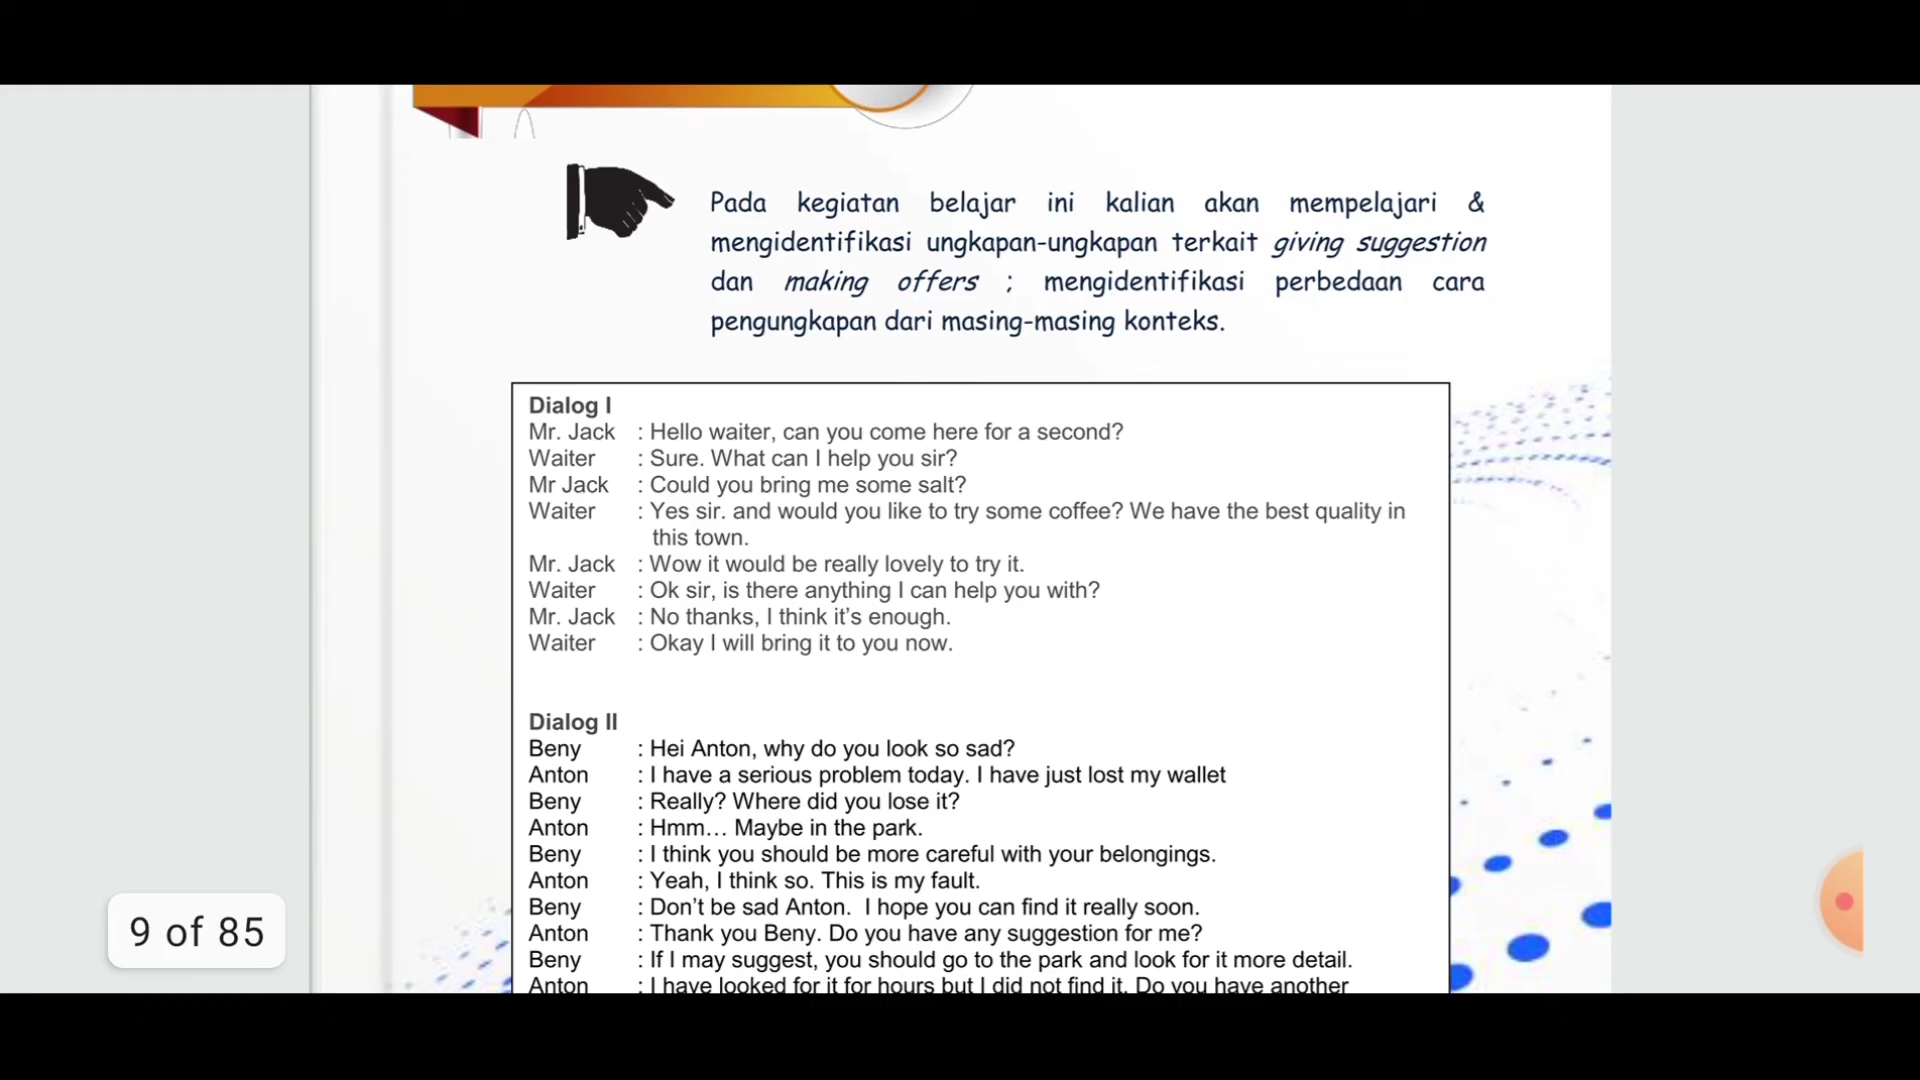 Pada kegiatan belajar ini kalian akan mempelajari &
mengidentifikasi ungkapan-ungkapan terkait giving suggestion
dan making offers ; mengidentifikasi perbedaan cara
pengungkapan dari masing-masing konteks.
Dialog I
Mr. Jack : Hello waiter, can you come here for a second?
Waiter : Sure. What can I help you sir?
Mr Jack : Could you bring me some salt?
Waiter : Yes sir. and would you like to try some coffee? We have the best quality in
this town.
Mr. Jack : Wow it would be really lovely to try it.
Waiter : Ok sir, is there anything I can help you with?
Mr. Jack : No thanks, I think it’s enough.
Waiter : Okay I will bring it to you now.
Dialog II
Beny : Hei Anton, why do you look so sad?
Anton : I have a serious problem today. I have just lost my wallet
Beny : Really? Where did you lose it?
Anton : Hmm… Maybe in the park.
Beny : I think you should be more careful with your belongings.
Anton : Yeah, I think so. This is my fault.
Beny : Don’t be sad Anton.  I hope you can find it really soon.
Anton : Thank you Beny. Do you have any suggestion for me?
Beny : If I may suggest, you should go to the park and look for it more detail.
Anton : I have looked for it for hours but I did not find it. Do you have another
9 of 85